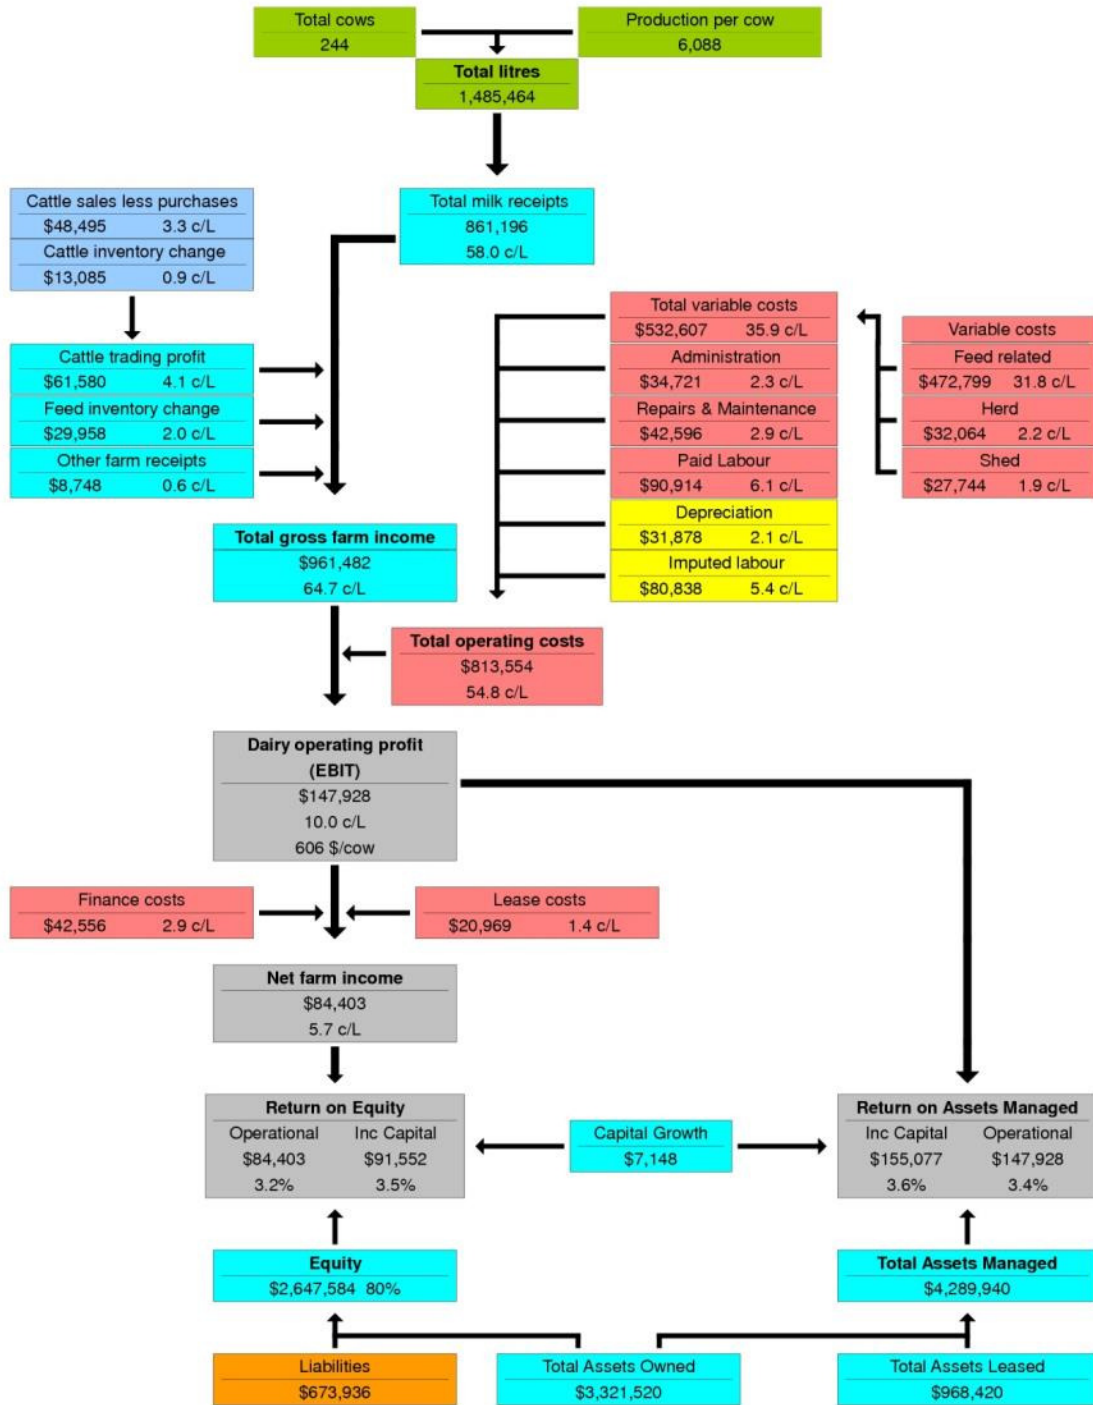 Total cows
244
Production per cow
6,088
Total litres
1,485,464
Cattle sales less purchases
$48,495 3.3 c/L
Cattle inventory change
$13,085 0.9 c/L
Total milk receipts
861,196
58.0 c/L
Cattle trading profit
$61,580 4.1 c/L
Feed inventory change
$29,958 2.0 c/L
Other farm receipts
$8,748 0.6 c/L
Total variable costs
$532,607 35.9 c/L
Administration
$34,721 2.3 c/L
Repairs & Maintenance
$42,596 2.9 c/L
Paid Labour
$90,914 6.1 c/L
Depreciation
$31,878 2.1 c/L
Imputed labour
$80,838 5.4 c/L
Variable costs
Feed related
$472,799 31.8 c/L
Herd
$32,064 2.2 c/L
Shed
$27,744 1.9 c/L
Total gross farm income
$961,482
64.7 c/L
Total operating costs
$813,554
54.8 c/L
Dairy operating profit
(EBIT)
$147,928
10.0 c/L
606 $/cow
Finance costs
$42,556 2.9 c/L
Lease costs
$20,969 1.4 c/L
Net farm income
$84,403
5.7 c/L
Return on Equity
Operational Inc Capital
$84,403 $91,552
3.2% 3.5%
Capital Growth
$7,148
Return on Assets Managed
Inc Capital Operational
$155,077 $147,928
3.6% 3.4%
Equity
$2,647,584 80%
Total Assets Managed
$4,289,940
Liabilities
$673,936
Total Assets Owned
$3,321,520
Total Assets Leased
$968,420